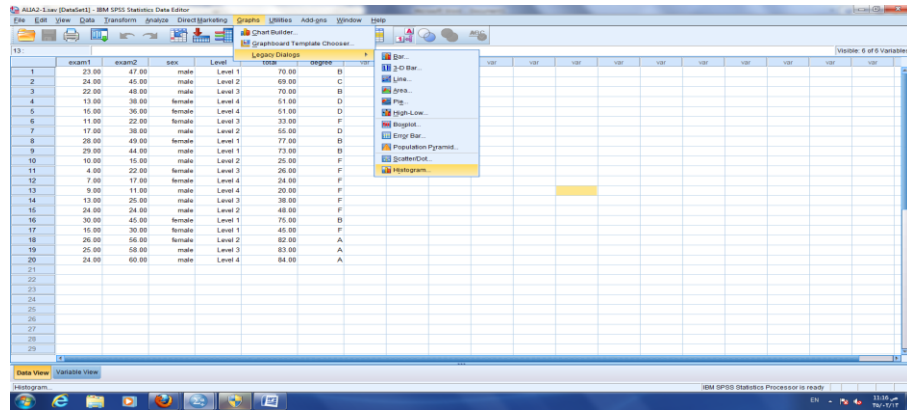 ALIA2-1.sav [DataSet1] - IBM SPSS Statistics Data Editor
File Edit View Data Transform Analyze Direct Marketing Graphs Utilities Add-ons Window Help
Chart Builder...
Graphboard Template Chooser...
Legacy Dialogs
13 : Visible: 6 of 6 Variables
exam1 exam2 sex Level total degree var var var var var var var var var
1 23.00 47.00 male Level 1 70.00 B
2 24.00 45.00 male Level 2 69.00 C
3 22.00 48.00 male Level 3 70.00 B
4 13.00 38.00 female Level 4 51.00 D
5 15.00 36.00 female Level 4 51.00 D
6 11.00 22.00 female Level 3 33.00 F
7 17.00 38.00 male Level 2 55.00 D
8 28.00 49.00 female Level 1 77.00 B
9 29.00 44.00 male Level 1 73.00 B
10 10.00 15.00 male Level 2 25.00 F
11 4.00 22.00 female Level 3 26.00 F
12 7.00 17.00 female Level 4 24.00 F
13 9.00 11.00 male Level 4 20.00 F
14 13.00 25.00 male Level 3 38.00 F
15 24.00 24.00 male Level 2 48.00 F
16 30.00 45.00 female Level 1 75.00 B
17 15.00 30.00 female Level 1 45.00 F
18 26.00 56.00 female Level 2 82.00 A
19 25.00 58.00 male Level 3 83.00 A
20 24.00 60.00 male Level 4 84.00 A
21
22
23
24
25
26
27
28
29
Bar...
3-D Bar...
Line...
Area...
Pie...
High-Low...
Boxplot...
Error Bar...
Population Pyramid...
Scatter/Dot...
Histogram...
Data View Variable View
Histogram... IBM SPSS Statistics Processor is ready
EN 11:16 ص